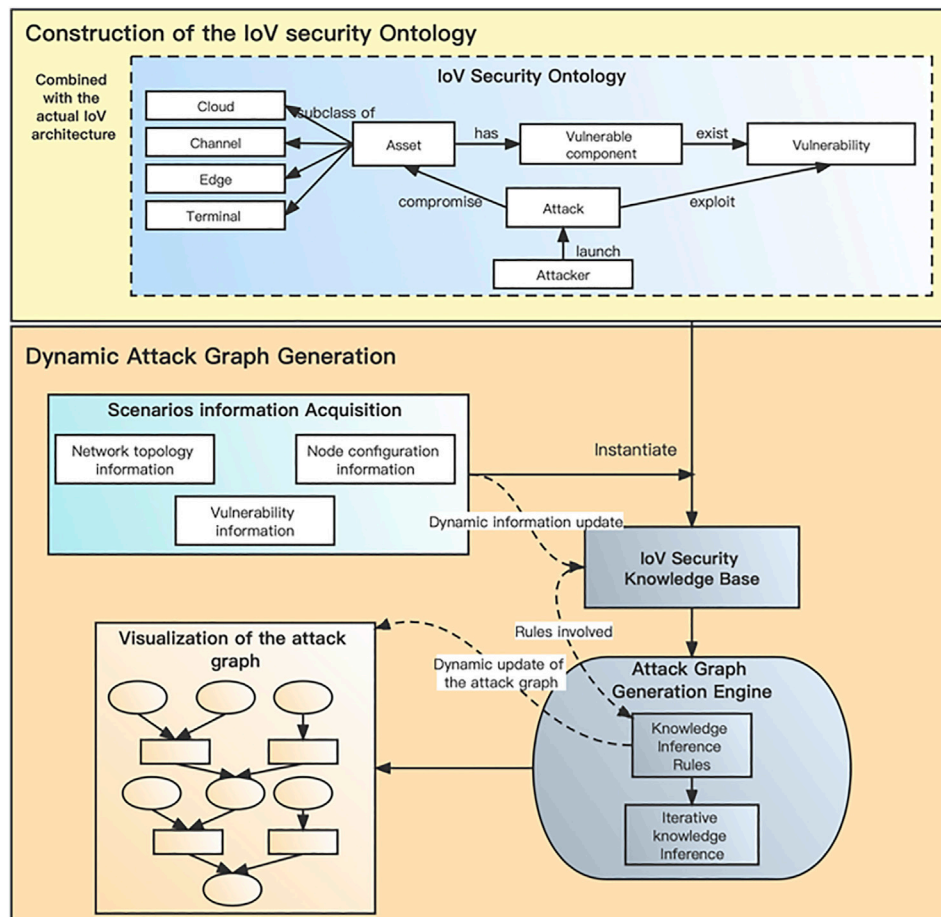 Construction of the IoV security Ontology
Combined
with the
actual IoV
architecture
IoV Security Ontology
Cloud
subclass of
Channel
Edge
Terminal
Asset
has
Vulnerable
component
exist
Vulnerability
compromise
Attack
exploit
launch
Attacker
Dynamic Attack Graph Generation
Scenarios information Acquisition
Network topology
information
Node configuration
information
Vulnerability
information
Instantiate
Dynamic information update
IoV Security
Knowledge Base
Rules involved
Dynamic update of
the attack graph
Visualization of the attack
graph
Attack Graph
Generation Engine
Knowledge
Inference
Rules
Iterative
knowledge
Inference